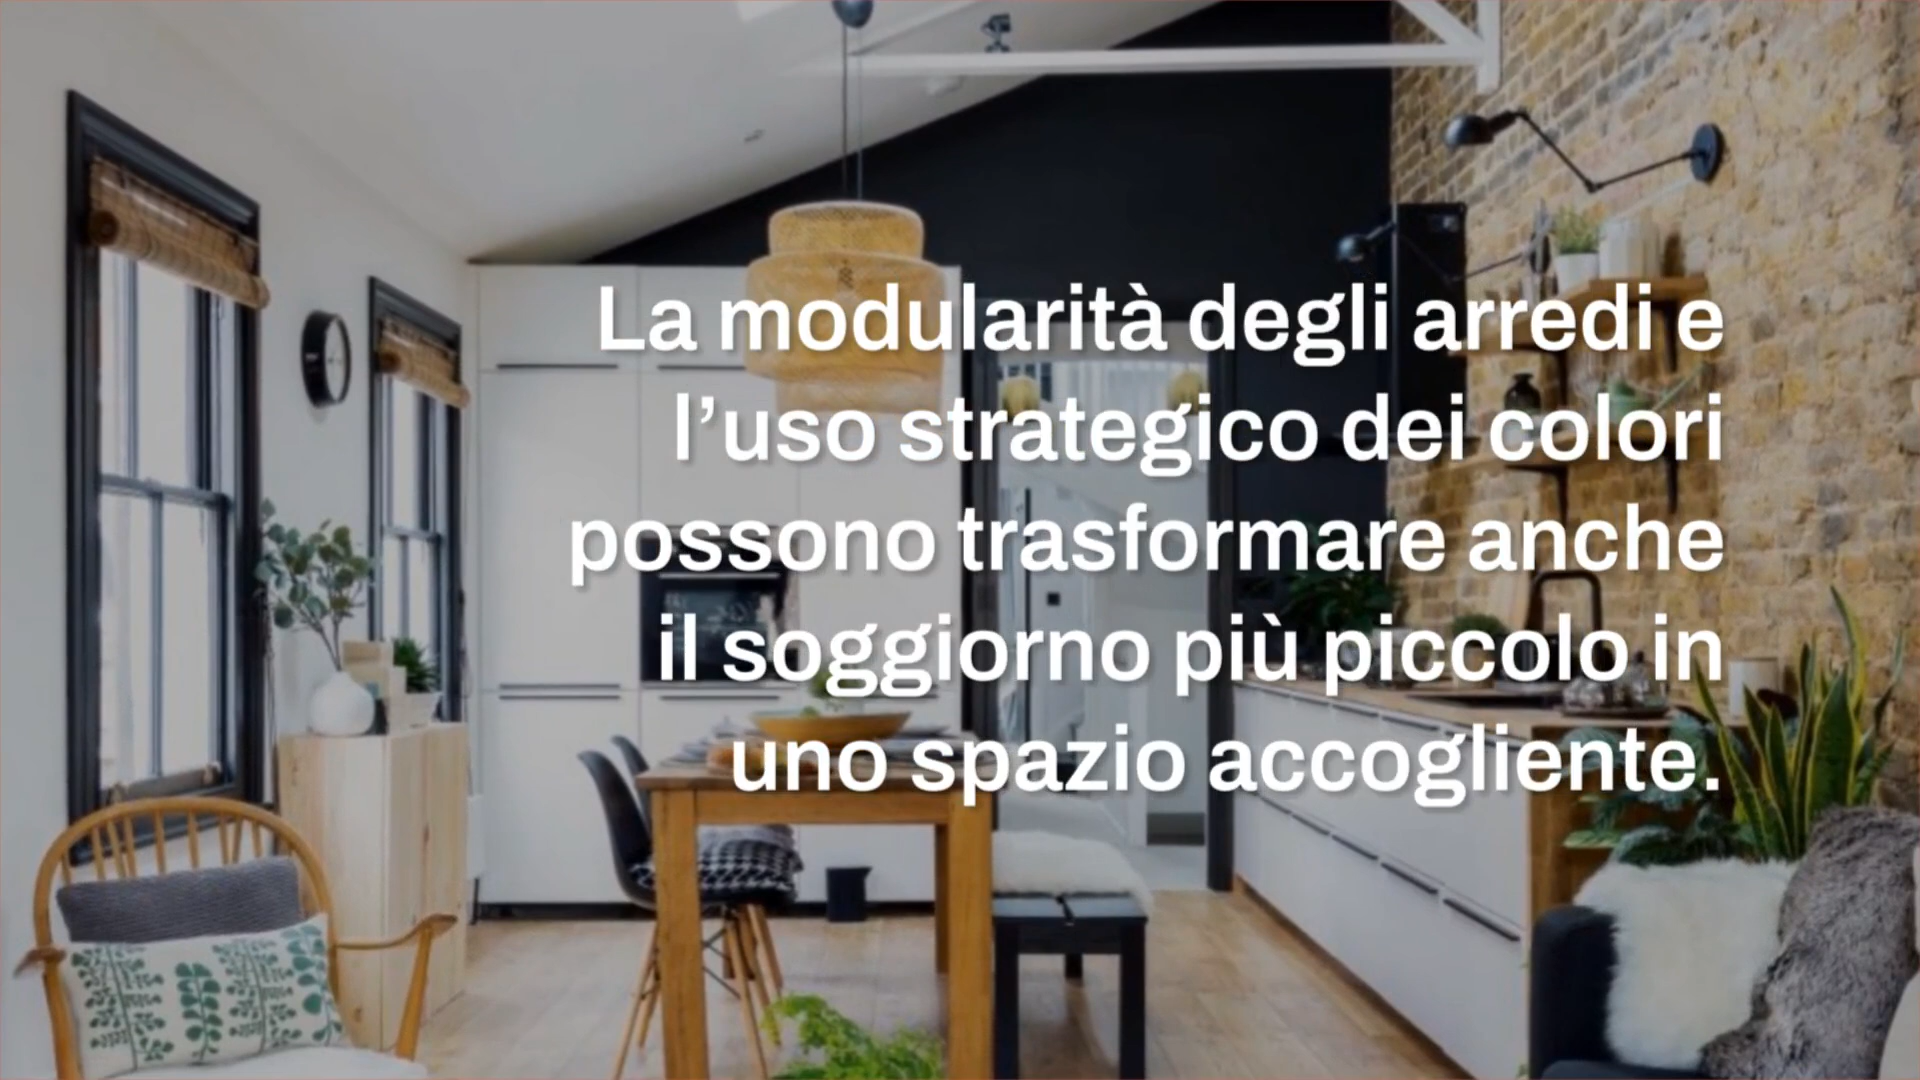 La modularità degli arredi e
l’uso strategico dei colori
possono trasformare anche
il soggiorno più piccolo in
uno spazio accogliente.